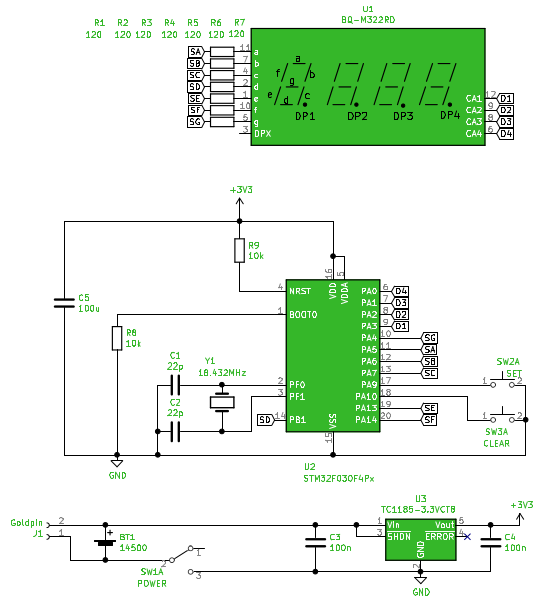 R1 R2 R3 R4 R5 R6 R7
120 120 120 120 120 120 120
U1
BQ-M322RD
SA 11 a
SB 7 b
SC 4 c
SD 2 d
SE 1 e
SF 10 f
SG 5 g
3 DPX
a
f b
g
e d c
DP1 DP2 DP3 DP4
CA1 12 D1
CA2 9 D2
CA3 8 D3
CA4 6 D4
+3V3
R9
10k
C5
100u
R8
10k
16 5
VDD VDDA
4 NRST
1 BOOT0
2 PF0
3 PF1
SD 14 PB1
PA0 6 D4
PA1 7 D3
PA2 8 D2
PA3 9 D1
PA4 10 SG
PA5 11 SA
PA6 12 SB
PA7 13 SC
PA9 17
PA10 18
PA13 19 SE
PA14 20 SF
VSS
15
C1
22p
Y1
18.432MHz
C2
22p
SW2A
SET
1 2
1 2
SW3A
CLEAR
GND
U2
STM32F030F4Px
Goldpin 2
J1 1
+
BT1
14500
2 1
3
SW1A
POWER
C3
100n
U3
TC1185-3.3VCT8
1 Vin Vout 5
3 SHDN ERROR 4
GND
2
GND
+3V3
C4
100n